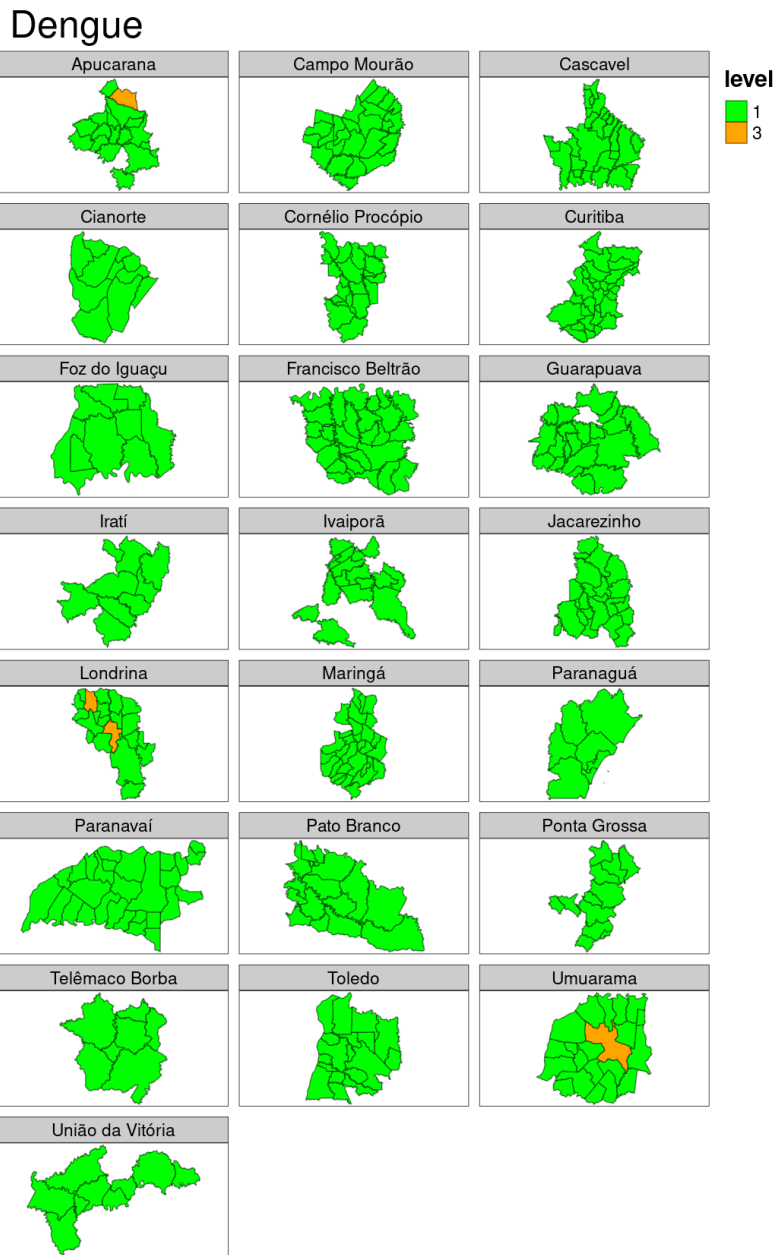 Dengue
Apucarana
Campo Mourão
Cascavel
level
1
3
Cianorte
Cornélio Procópio
Curitiba
Foz do Iguaçu
Francisco Beltrão
Guarapuava
Iratí
Ivaiporã
Jacarezinho
Londrina
Maringá
Paranaguá
Paranavaí
Pato Branco
Ponta Grossa
Telêmaco Borba
Toledo
Umuarama
União da Vitória